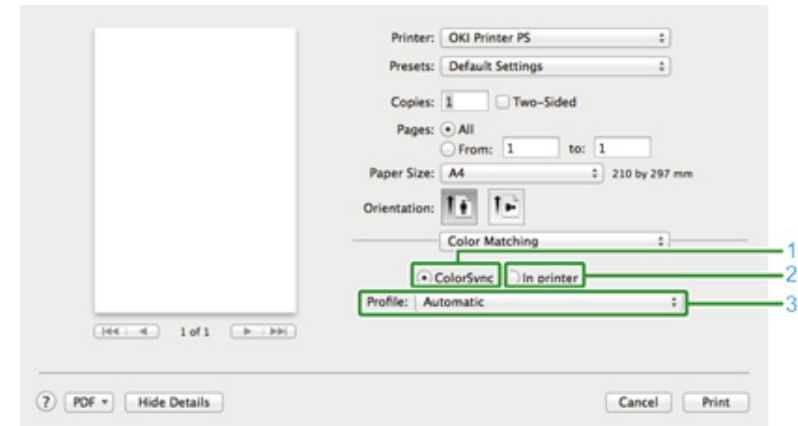 Printer: OKI Printer PS
Presets: Default Settings
Copies: 1 Two-Sided
Pages: All
From: 1 to: 1
Paper Size: A4 210 by 297 mm
Orientation:
Color Matching
1
ColorSync In printer 2
Profile: Automatic 3
1 of 1
? PDF Hide Details Cancel Print